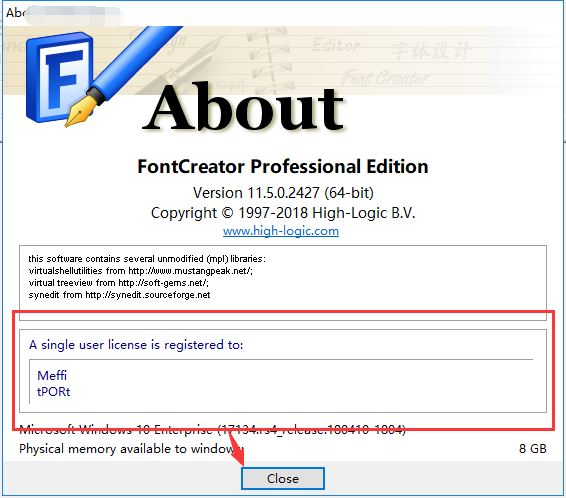 Abo
Design
Editor
字体设计
Font Creator
About
FontCreator Professional Edition
Version 11.5.0.2427 (64-bit)
Copyright © 1997-2018 High-Logic B.V.
www.high-logic.com
this software contains several unmodified (mpl) libraries:
virtualshellutilities from http://www.mustangpeak.net/;
virtual treeview from http://soft-gems.net/;
synedit from http://synedit.sourceforge.net
A single user license is registered to:
Meffi
tPORt
Microsoft Windows 10 Enterprise (17134.rs4_release.180410-1804)
Physical memory available to windows: 8 GB
Close